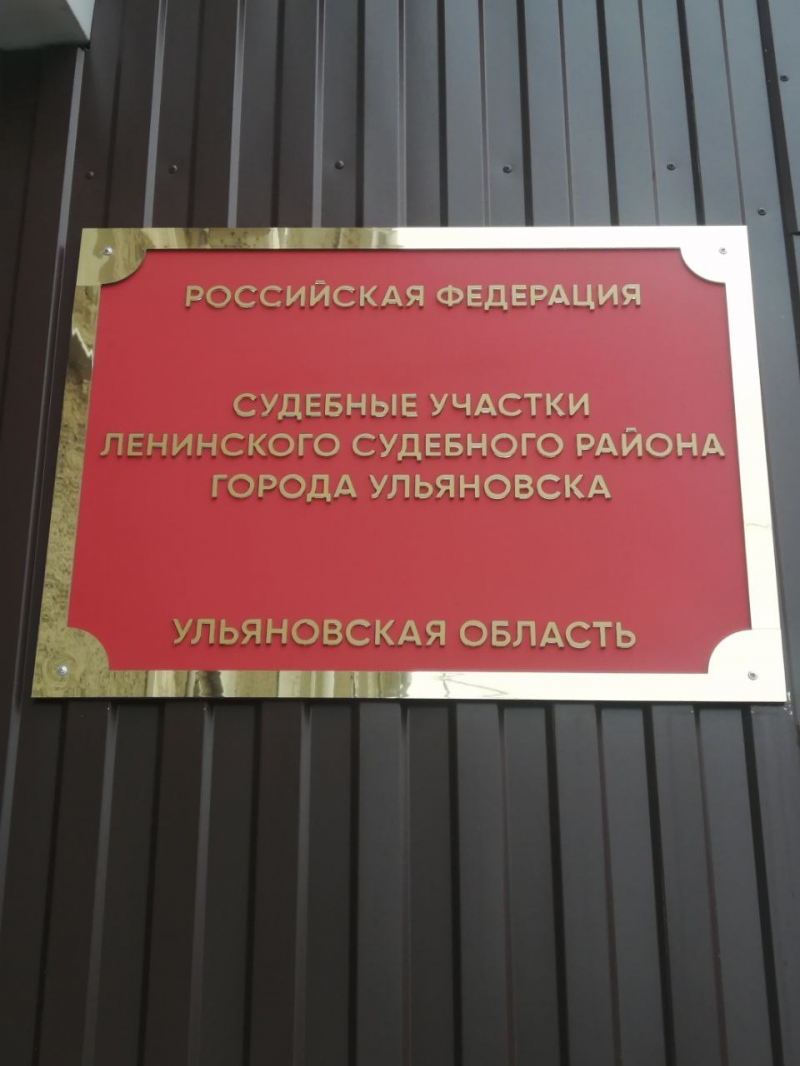 РОССИЙСКАЯ ФЕДЕРАЦИЯ
СУДЕБНЫЕ УЧАСТКИ
ЛЕНИНСКОГО СУДЕБНОГО РАЙОНА
ГОРОДА УЛЬЯНОВСКА
УЛЬЯНОВСКАЯ ОБЛАСТЬ